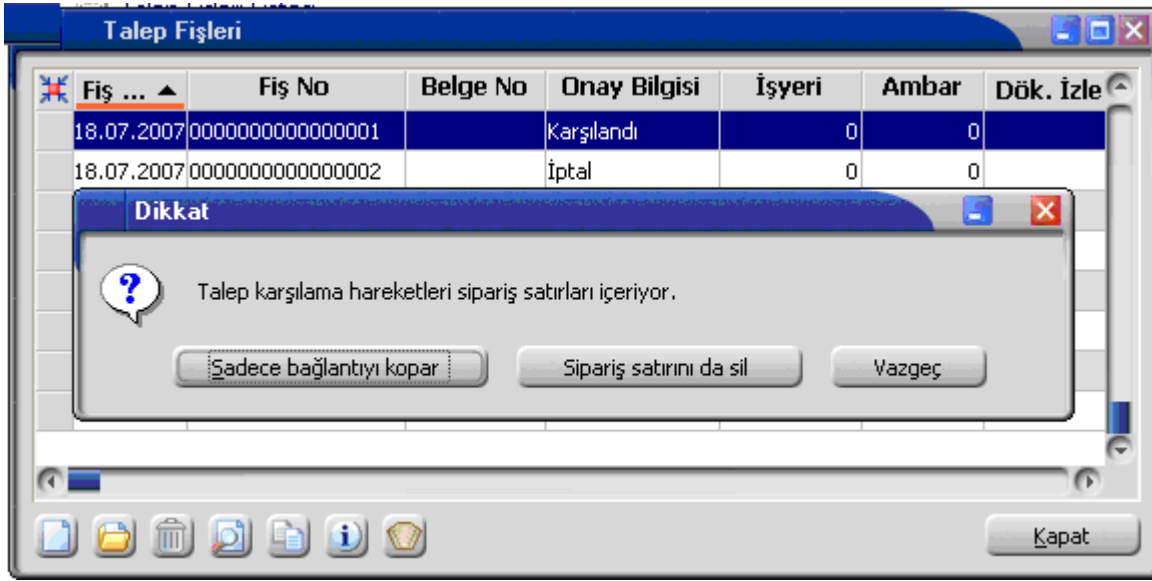 Talep Fişleri
Fiş ... Fiş No Belge No Onay Bilgisi İşyeri Ambar Dök. İzle
18.07.2007 0000000000000001 Karşılandı 0 0
18.07.2007 0000000000000002 İptal 0 0
Dikkat
Talep karşılama hareketleri sipariş satırları içeriyor.
Sadece bağlantıyı kopar Sipariş satırını da sil Vazgeç
Kapat